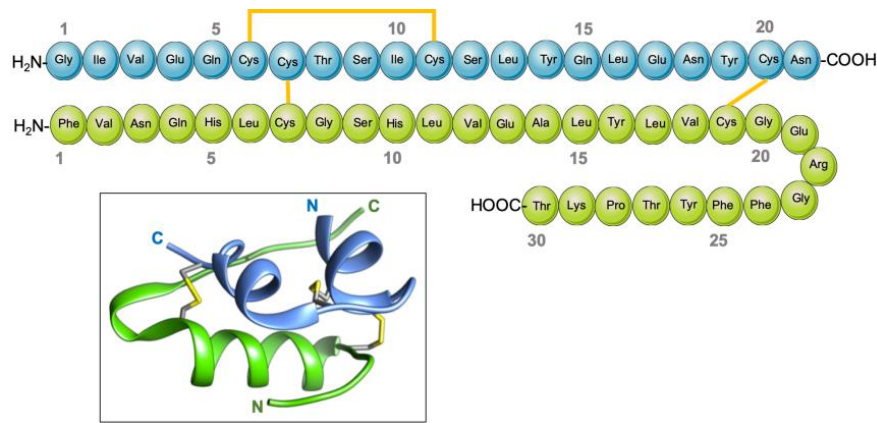 1 5 10 15 20
H₂N- Gly Ile Val Glu Gln Cys Cys Thr Ser Ile Cys Ser Leu Tyr Gln Leu Glu Asn Tyr Cys Asn -COOH
H₂N- Phe Val Asn Gln His Leu Cys Gly Ser His Leu Val Glu Ala Leu Tyr Leu Val Cys Gly Glu Arg Gly
1 5 10 15 20
HOOC- Thr Lys Pro Thr Tyr Phe Phe
30 25
N C
C
N